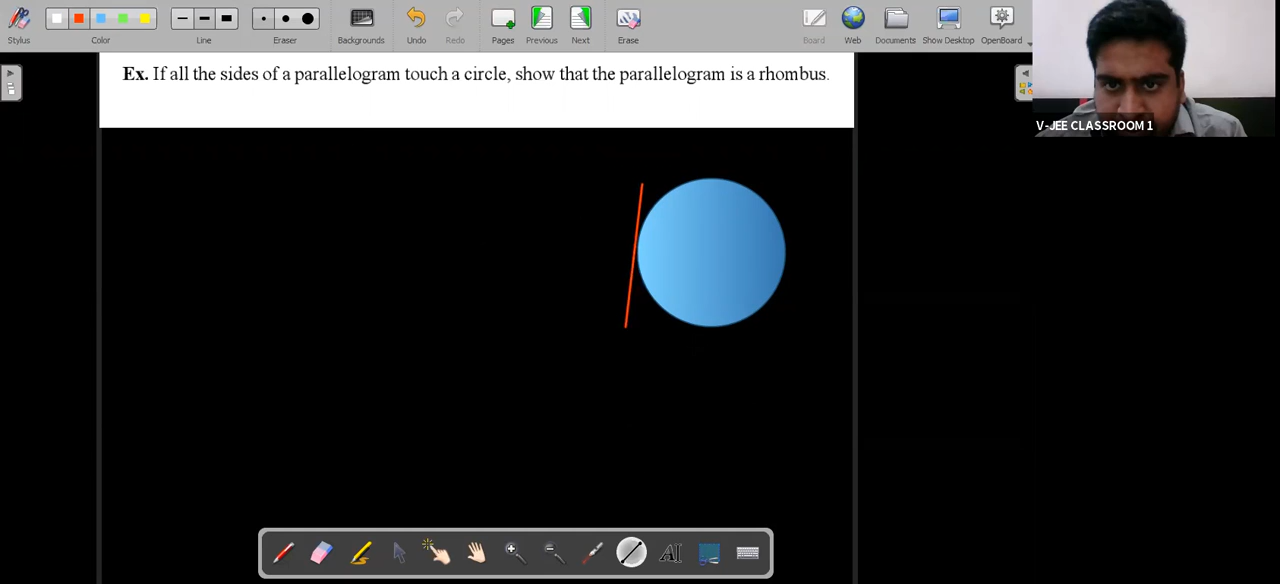 Stylus Color Line Eraser Backgrounds Undo Redo Pages Previous Next Erase Board Web Documents Show Desktop OpenBoard
Ex. If all the sides of a parallelogram touch a circle, show that the parallelogram is a rhombus.
V-JEE CLASSROOM 1
AI